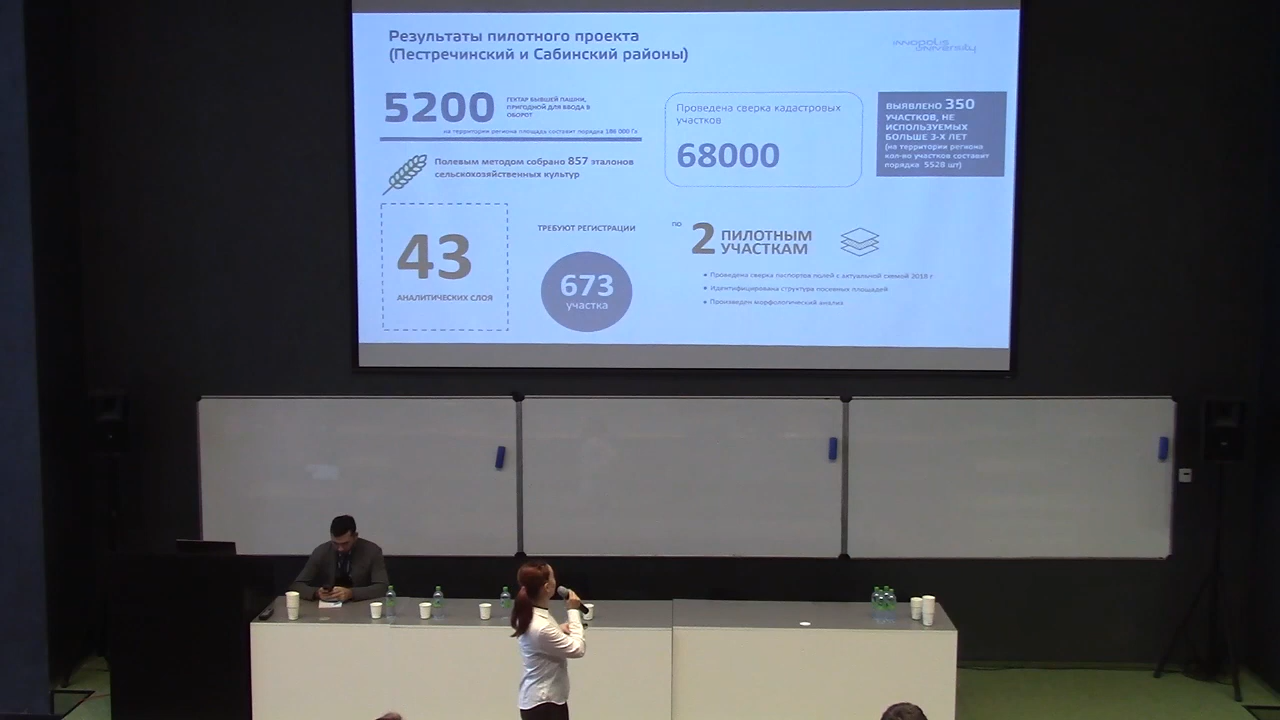 Результаты пилотного проекта
(Пестречинский и Сабинский районы)
innopolis
university
5200
ГЕКТАР БЫВШЕЙ ПАШНИ,
ПРИГОДНОЙ ДЛЯ ВВОДА В
ОБОРОТ
на территории региона площадь составит порядка 186 000 Га
Полевым методом собрано 857 эталонов
сельскохозяйственных культур
Проведена сверка кадастровых
участков
68000
ВЫЯВЛЕНО 350
УЧАСТКОВ, НЕ
ИСПОЛЬЗУЕМЫХ
БОЛЬШЕ 3-Х ЛЕТ
(на территории региона
кол-во участков составит
порядка 5528 шт)
43
АНАЛИТИЧЕСКИХ СЛОЯ
ТРЕБУЮТ РЕГИСТРАЦИИ
673
участка
ПО
2 ПИЛОТНЫМ
УЧАСТКАМ
• Проведена сверка паспортов полей с актуальной схемой 2018 г
• Идентифицирована структура посевных площадей
• Произведен морфологический анализ